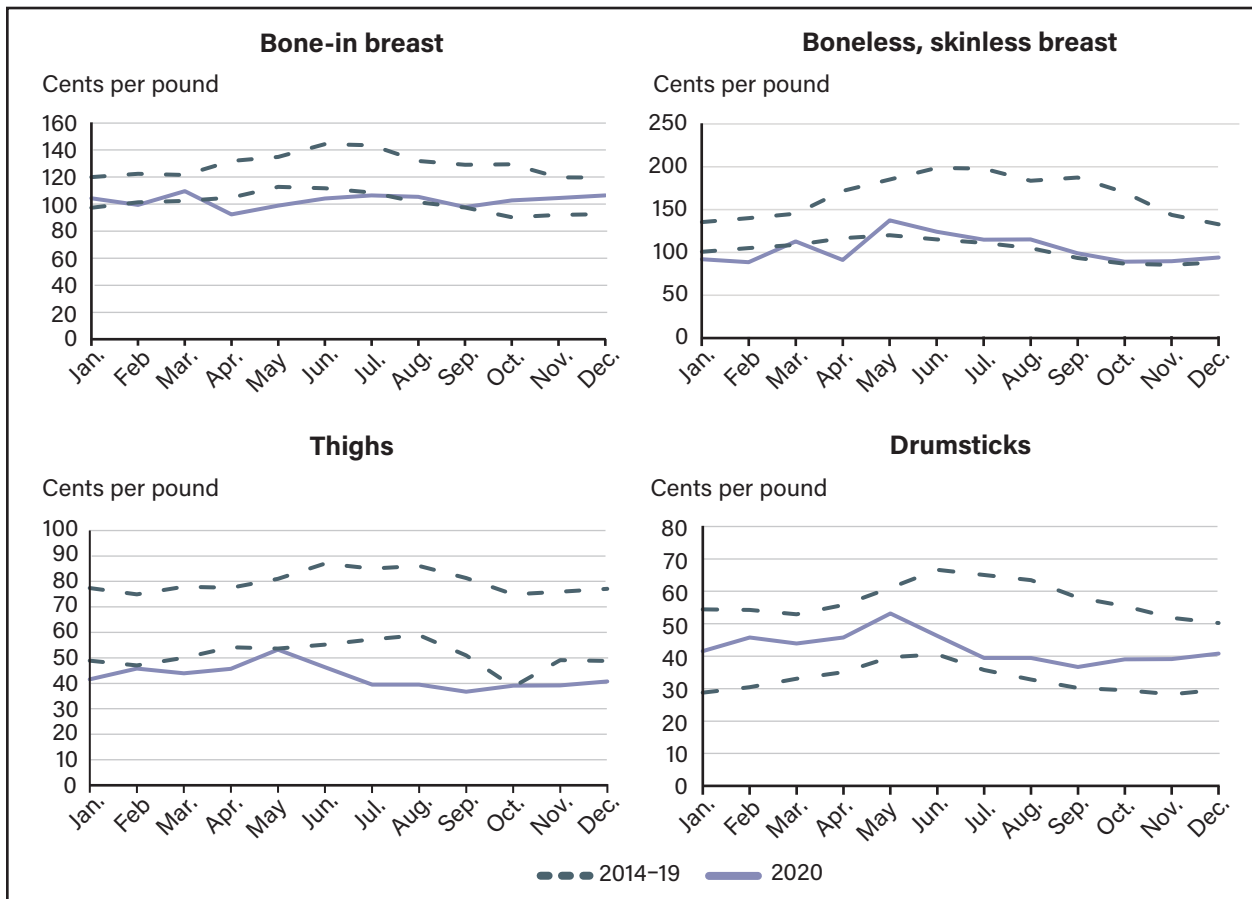 Bone-in breast
Cents per pound
160
140
120
100
80
60
40
20
0
Jan.
Feb
Mar.
Apr.
May
Jun.
Jul.
Aug.
Sep.
Oct.
Nov.
Dec.
Boneless, skinless breast
Cents per pound
250
200
150
100
50
0
Jan.
Feb
Mar.
Apr.
May
Jun.
Jul.
Aug.
Sep.
Oct.
Nov.
Dec.
Thighs
Cents per pound
100
90
80
70
60
50
40
30
20
10
0
Jan.
Feb
Mar.
Apr.
May
Jun.
Jul.
Aug.
Sep.
Oct.
Nov.
Dec.
Drumsticks
Cents per pound
80
70
60
50
40
30
20
10
0
Jan.
Feb
Mar.
Apr.
May
Jun.
Jul.
Aug.
Sep.
Oct.
Nov.
Dec.
2014–19
2020